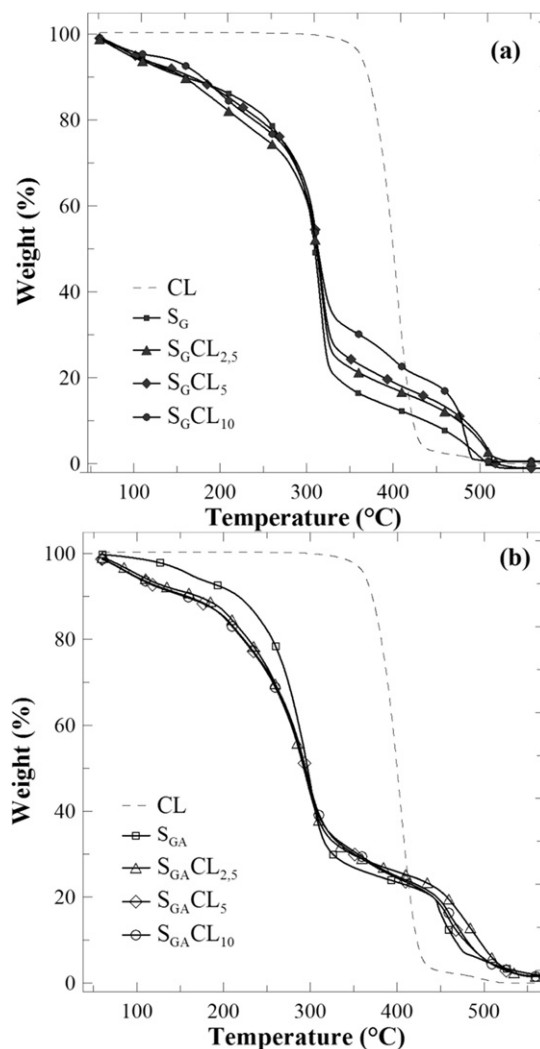 (a)
100
80
60
40
20
0
Weight (%)
CL
S_G
S_GCL_2,5
S_GCL_5
S_GCL_10
100 200 300 400 500
Temperature (°C)
(b)
100
80
60
40
20
0
Weight (%)
CL
S_GA
S_GACL_2,5
S_GACL_5
S_GACL_10
100 200 300 400 500
Temperature (°C)